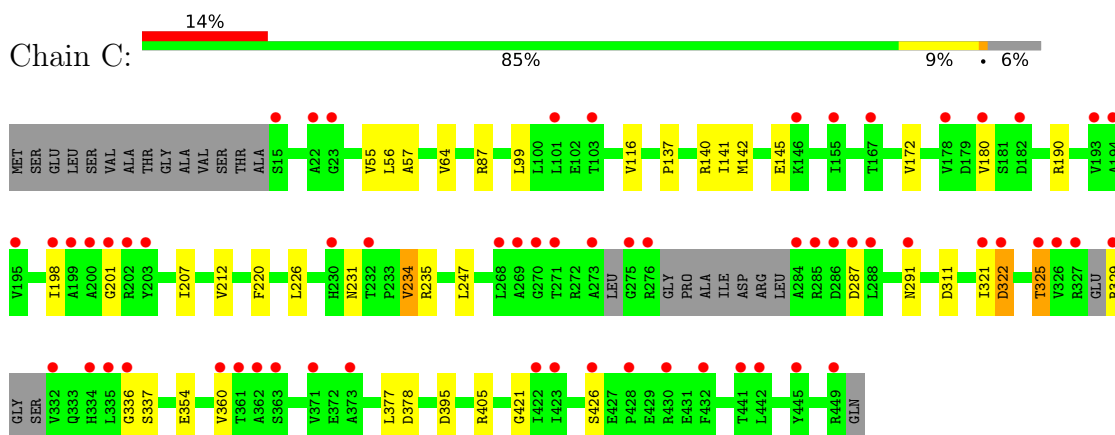 14%
Chain C:
85% 9% • 6%
MET SER GLU LEU SER VAL ALA THR GLY ALA VAL SER THR ALA S15 A22 G23 V55 L56 A57 V64 R87 L99 L100 L101 E102 T103 V116 P137 R140 I141 M142 E145 K146 I155 T167 V172 V178 D179 V180 S181 D182 R190 V193 A194
V195 I198 A199 A200 G201 R202 Y203 I207 V212 F220 L226 H230 N231 T232 P233 V234 R235 L247 L268 A269 G270 T271 R272 A273 LEU G275 R276 GLY PRO ALA ILE ASP ARG LEU A284 R285 D286 D287 L288 N291 D311 I321 D322 T325 V326 R327 GLU R329
GLY SER V332 Q333 H334 L335 G336 S337 E354 V360 T361 A362 S363 V371 E372 A373 L377 D378 D395 R405 G421 I422 I423 S426 E427 P428 E429 R430 E431 F432 T441 L442 Y445 R449 GLN